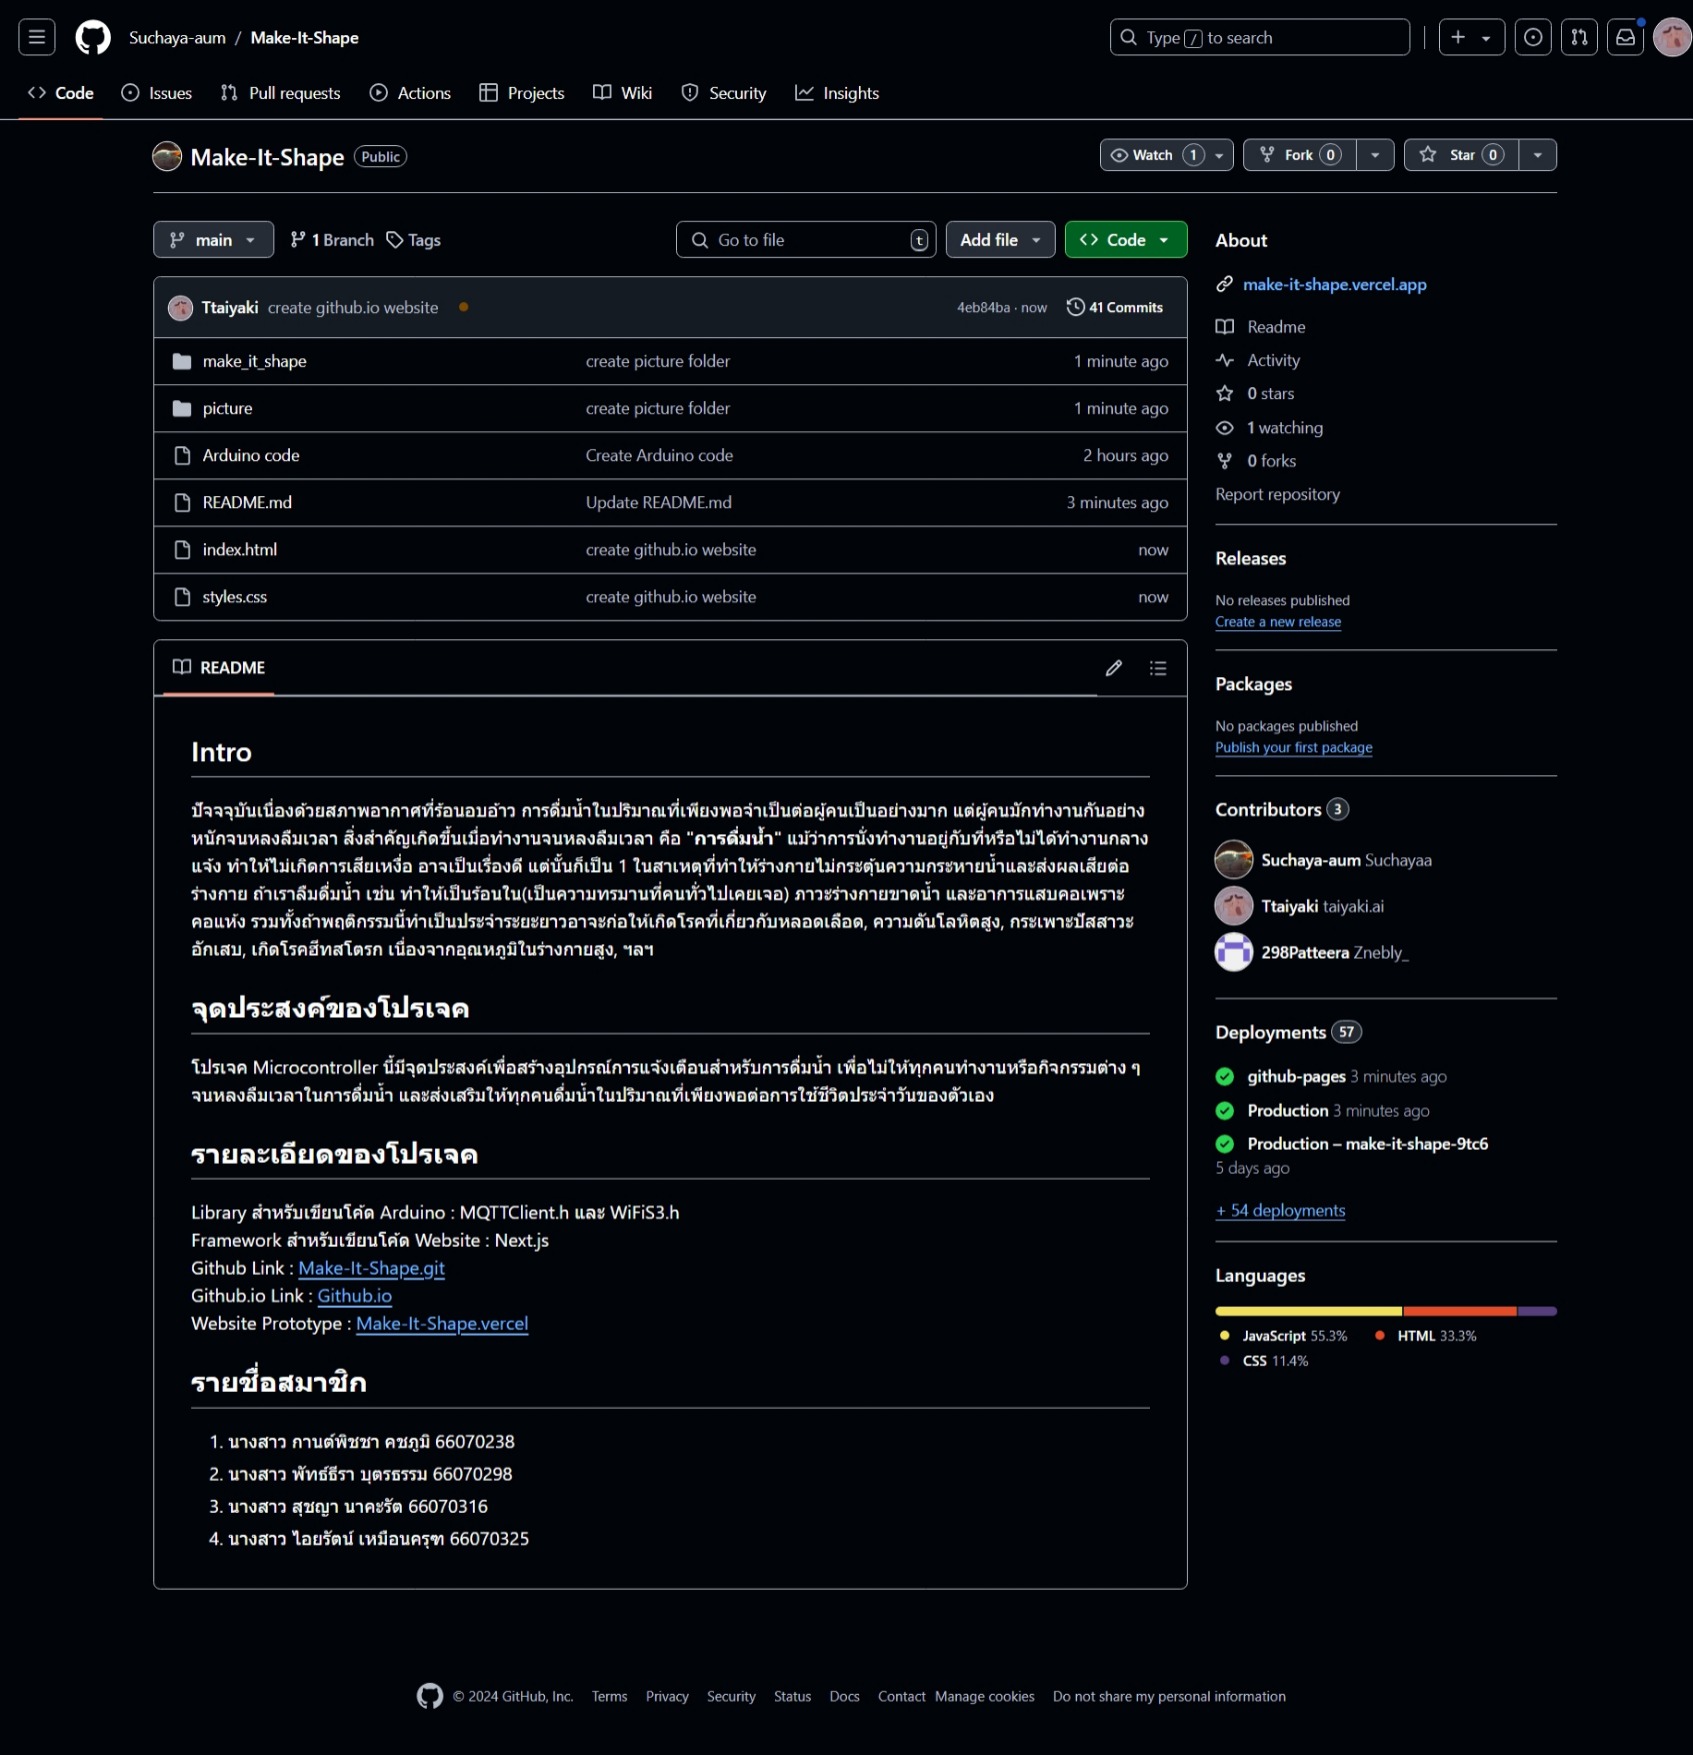 Suchaya-aum / Make-It-Shape
Type / to search
Code Issues Pull requests Actions Projects Wiki Security Insights
Make-It-Shape Public
Watch 1 Fork 0 Star 0
main 1 Branch Tags
Go to file t Add file Code
Ttaiyaki create github.io website 4eb84ba · now 41 Commits
make_it_shape create picture folder 1 minute ago
picture create picture folder 1 minute ago
Arduino code Create Arduino code 2 hours ago
README.md Update README.md 3 minutes ago
index.html create github.io website now
styles.css create github.io website now
README
Intro
ปัจจจุบันเนื่องด้วยสภาพอากาศที่ร้อนอบอ้าว การดื่มน้ำในปริมาณที่เพียงพอจำเป็นต่อผู้คนเป็นอย่างมาก แต่ผู้คนมักทำงานกันอย่าง
หนักจนหลงลืมเวลา สิ่งสำคัญเกิดขึ้นเมื่อทำงานจนหลงลืมเวลา คือ "การดื่มน้ำ" แม้ว่าการนั่งทำงานอยู่กับที่หรือไม่ได้ทำงานกลาง
แจ้ง ทำให้ไม่เกิดการเสียเหงื่อ อาจเป็นเรื่องดี แต่นั้นก็เป็น 1 ในสาเหตุที่ทำให้ร่างกายไม่กระตุ้นความกระหายน้ำและส่งผลเสียต่อ
ร่างกาย ถ้าเราลืมดื่มน้ำ เช่น ทำให้เป็นร้อนใน(เป็นความทรมานที่คนทั่วไปเคยเจอ) ภาวะร่างกายขาดน้ำ และอาการแสบคอเพราะ
คอแห้ง รวมทั้งถ้าพฤติกรรมนี้ทำเป็นประจำระยะยาวอาจะก่อให้เกิดโรคที่เกี่ยวกับหลอดเลือด, ความดันโลหิตสูง, กระเพาะปัสสาวะ
อักเสบ, เกิดโรคฮีทสโตรก เนื่องจากอุณหภูมิในร่างกายสูง, ฯลฯ
จุดประสงค์ของโปรเจค
โปรเจค Microcontroller นี้มีจุดประสงค์เพื่อสร้างอุปกรณ์การแจ้งเตือนสำหรับการดื่มน้ำ เพื่อไม่ให้ทุกคนทำงานหรือกิจกรรมต่าง ๆ
จนหลงลืมเวลาในการดื่มน้ำ และส่งเสริมให้ทุกคนดื่มน้ำในปริมาณที่เพียงพอต่อการใช้ชีวิตประจำวันของตัวเอง
รายละเอียดของโปรเจค
Library สำหรับเขียนโค้ด Arduino : MQTTClient.h และ WiFiS3.h
Framework สำหรับเขียนโค้ด Website : Next.js
Github Link : Make-It-Shape.git
Github.io Link : Github.io
Website Prototype : Make-It-Shape.vercel
รายชื่อสมาชิก
1. นางสาว กานต์พิชชา คชภูมิ 66070238
2. นางสาว พัทธ์ธีรา บุตรธรรม 66070298
3. นางสาว สุชญา นาคะรัต 66070316
4. นางสาว ไอยรัตน์ เหมือนครุฑ 66070325
About
make-it-shape.vercel.app
Readme
Activity
0 stars
1 watching
0 forks
Report repository
Releases
No releases published
Create a new release
Packages
No packages published
Publish your first package
Contributors 3
Suchaya-aum Suchayaa
Ttaiyaki taiyaki.ai
298Patteera Znebly_
Deployments 57
github-pages 3 minutes ago
Production 3 minutes ago
Production – make-it-shape-9tc6
5 days ago
+ 54 deployments
Languages
JavaScript 55.3% HTML 33.3%
CSS 11.4%
© 2024 GitHub, Inc. Terms Privacy Security Status Docs Contact Manage cookies Do not share my personal information